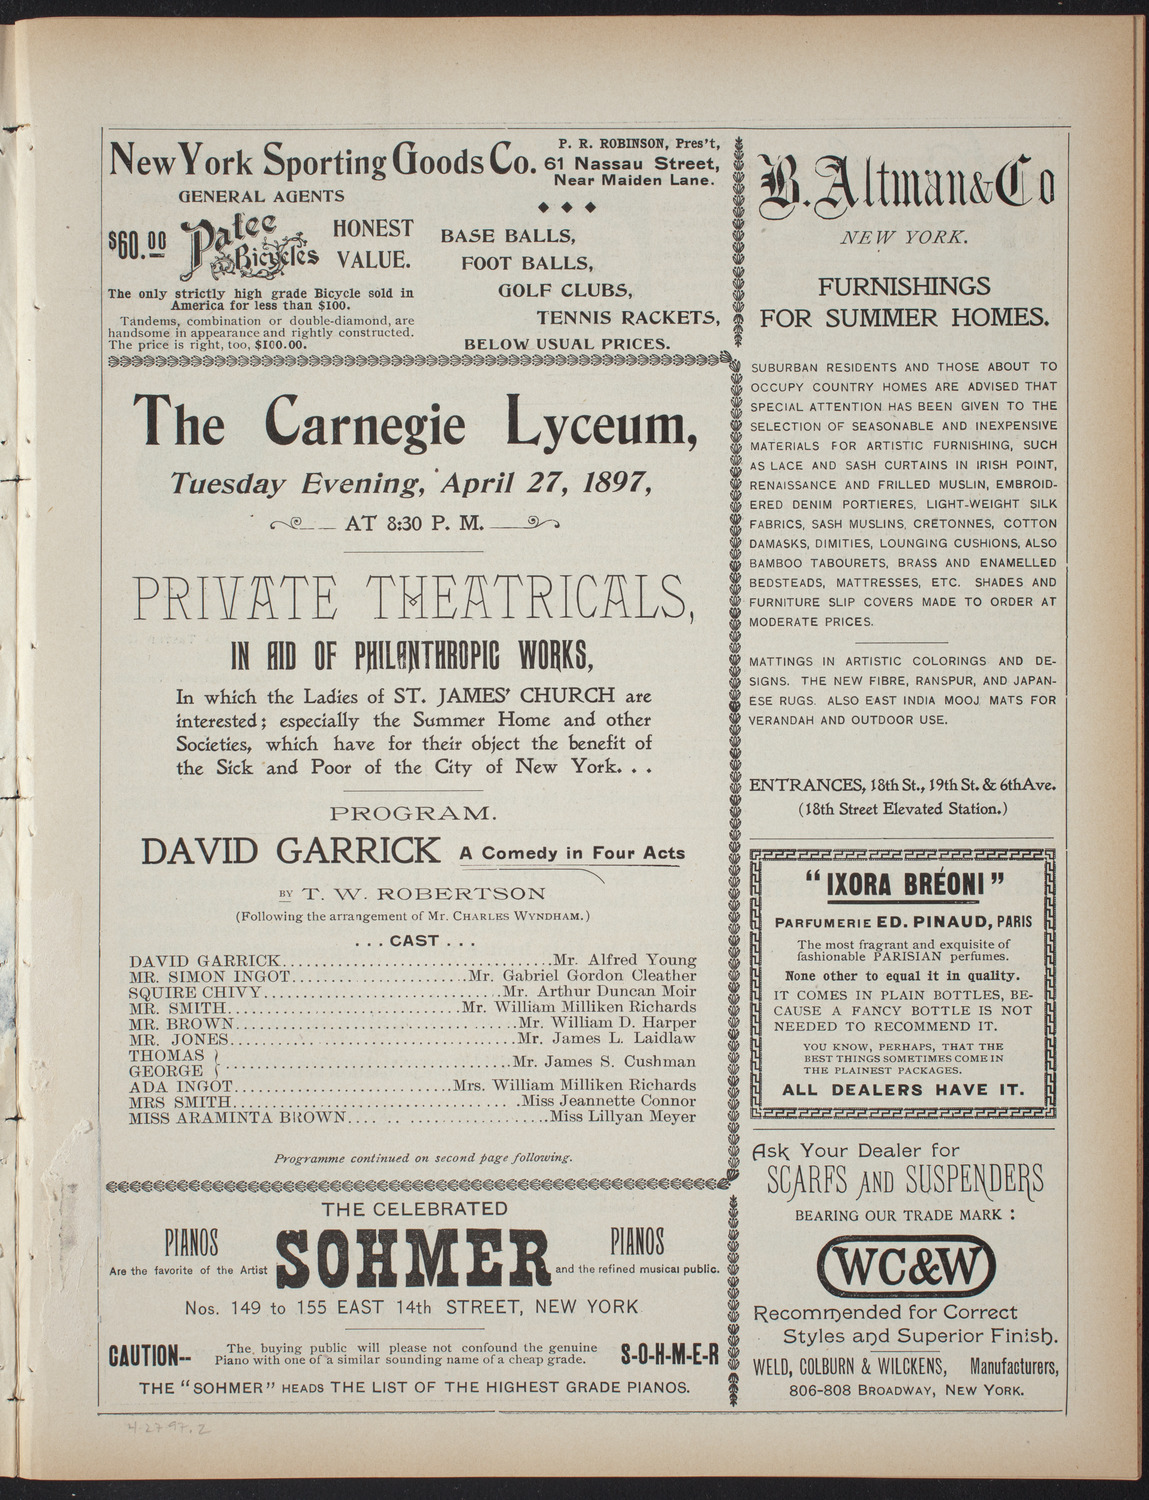 New York Sporting Goods Co.
P. R. ROBINSON, Pres't,
61 Nassau Street,
Near Maiden Lane.
GENERAL AGENTS
$60.00
Patee
Bicycles
HONEST
VALUE.
The only strictly high grade Bicycle sold in
America for less than $100.
Tandems, combination or double-diamond, are
handsome in appearance and rightly constructed.
The price is right, too, $100.00.
BASE BALLS,
FOOT BALLS,
GOLF CLUBS,
TENNIS RACKETS,
BELOW USUAL PRICES.
The Carnegie Lyceum,
Tuesday Evening, April 27, 1897,
AT 8:30 P. M.
PRIVATE THEATRICALS,
IN AID OF PHILANTHROPIC WORKS,
In which the Ladies of ST. JAMES' CHURCH are
interested; especially the Summer Home and other
Societies, which have for their object the benefit of
the Sick and Poor of the City of New York. . .
PROGRAM.
DAVID GARRICK A Comedy in Four Acts
BY T. W. ROBERTSON
(Following the arrangement of Mr. CHARLES WYNDHAM.)
. . . CAST . . .
DAVID GARRICK..............................Mr. Alfred Young
MR. SIMON INGOT....................Mr. Gabriel Gordon Cleather
SQUIRE CHIVY..........................Mr. Arthur Duncan Moir
MR. SMITH..........................Mr. William Milliken Richards
MR. BROWN..............................Mr. William D. Harper
MR. JONES...............................Mr. James L. Laidlaw
THOMAS }
GEORGE } ..............................Mr. James S. Cushman
ADA INGOT........................Mrs. William Milliken Richards
MRS SMITH................................Miss Jeannette Connor
MISS ARAMINTA BROWN.... .. ..................Miss Lillyan Meyer
Programme continued on second page following.
THE CELEBRATED
PIANOS SOHMER PIANOS
Are the favorite of the Artist and the refined musical public.
Nos. 149 to 155 EAST 14th STREET, NEW YORK
CAUTION--
The buying public will please not confound the genuine
Piano with one of a similar sounding name of a cheap grade.
S-O-H-M-E-R
THE "SOHMER" HEADS THE LIST OF THE HIGHEST GRADE PIANOS.
4.27.97.2
B. Altman & Co
NEW YORK.
FURNISHINGS
FOR SUMMER HOMES.
SUBURBAN RESIDENTS AND THOSE ABOUT TO
OCCUPY COUNTRY HOMES ARE ADVISED THAT
SPECIAL ATTENTION HAS BEEN GIVEN TO THE
SELECTION OF SEASONABLE AND INEXPENSIVE
MATERIALS FOR ARTISTIC FURNISHING, SUCH
AS LACE AND SASH CURTAINS IN IRISH POINT,
RENAISSANCE AND FRILLED MUSLIN, EMBROID-
ERED DENIM PORTIERES, LIGHT-WEIGHT SILK
FABRICS, SASH MUSLINS, CRETONNES, COTTON
DAMASKS, DIMITIES, LOUNGING CUSHIONS, ALSO
BAMBOO TABOURETS, BRASS AND ENAMELLED
BEDSTEADS, MATTRESSES, ETC. SHADES AND
FURNITURE SLIP COVERS MADE TO ORDER AT
MODERATE PRICES.
MATTINGS IN ARTISTIC COLORINGS AND DE-
SIGNS. THE NEW FIBRE, RANSPUR, AND JAPAN-
ESE RUGS. ALSO EAST INDIA MOOJ MATS FOR
VERANDAH AND OUTDOOR USE.
ENTRANCES, 18th St., 19th St. & 6th Ave.
(18th Street Elevated Station.)
"IXORA BRÉONI"
PARFUMERIE ED. PINAUD, PARIS
The most fragrant and exquisite of
fashionable PARISIAN perfumes.
None other to equal it in quality.
IT COMES IN PLAIN BOTTLES, BE-
CAUSE A FANCY BOTTLE IS NOT
NEEDED TO RECOMMEND IT.
YOU KNOW, PERHAPS, THAT THE
BEST THINGS SOMETIMES COME IN
THE PLAINEST PACKAGES.
ALL DEALERS HAVE IT.
Ask Your Dealer for
SCARFS AND SUSPENDERS
BEARING OUR TRADE MARK :
WC&W
Recommended for Correct
Styles and Superior Finish.
WELD, COLBURN & WILCKENS, Manufacturers,
806-808 BROADWAY, NEW YORK.